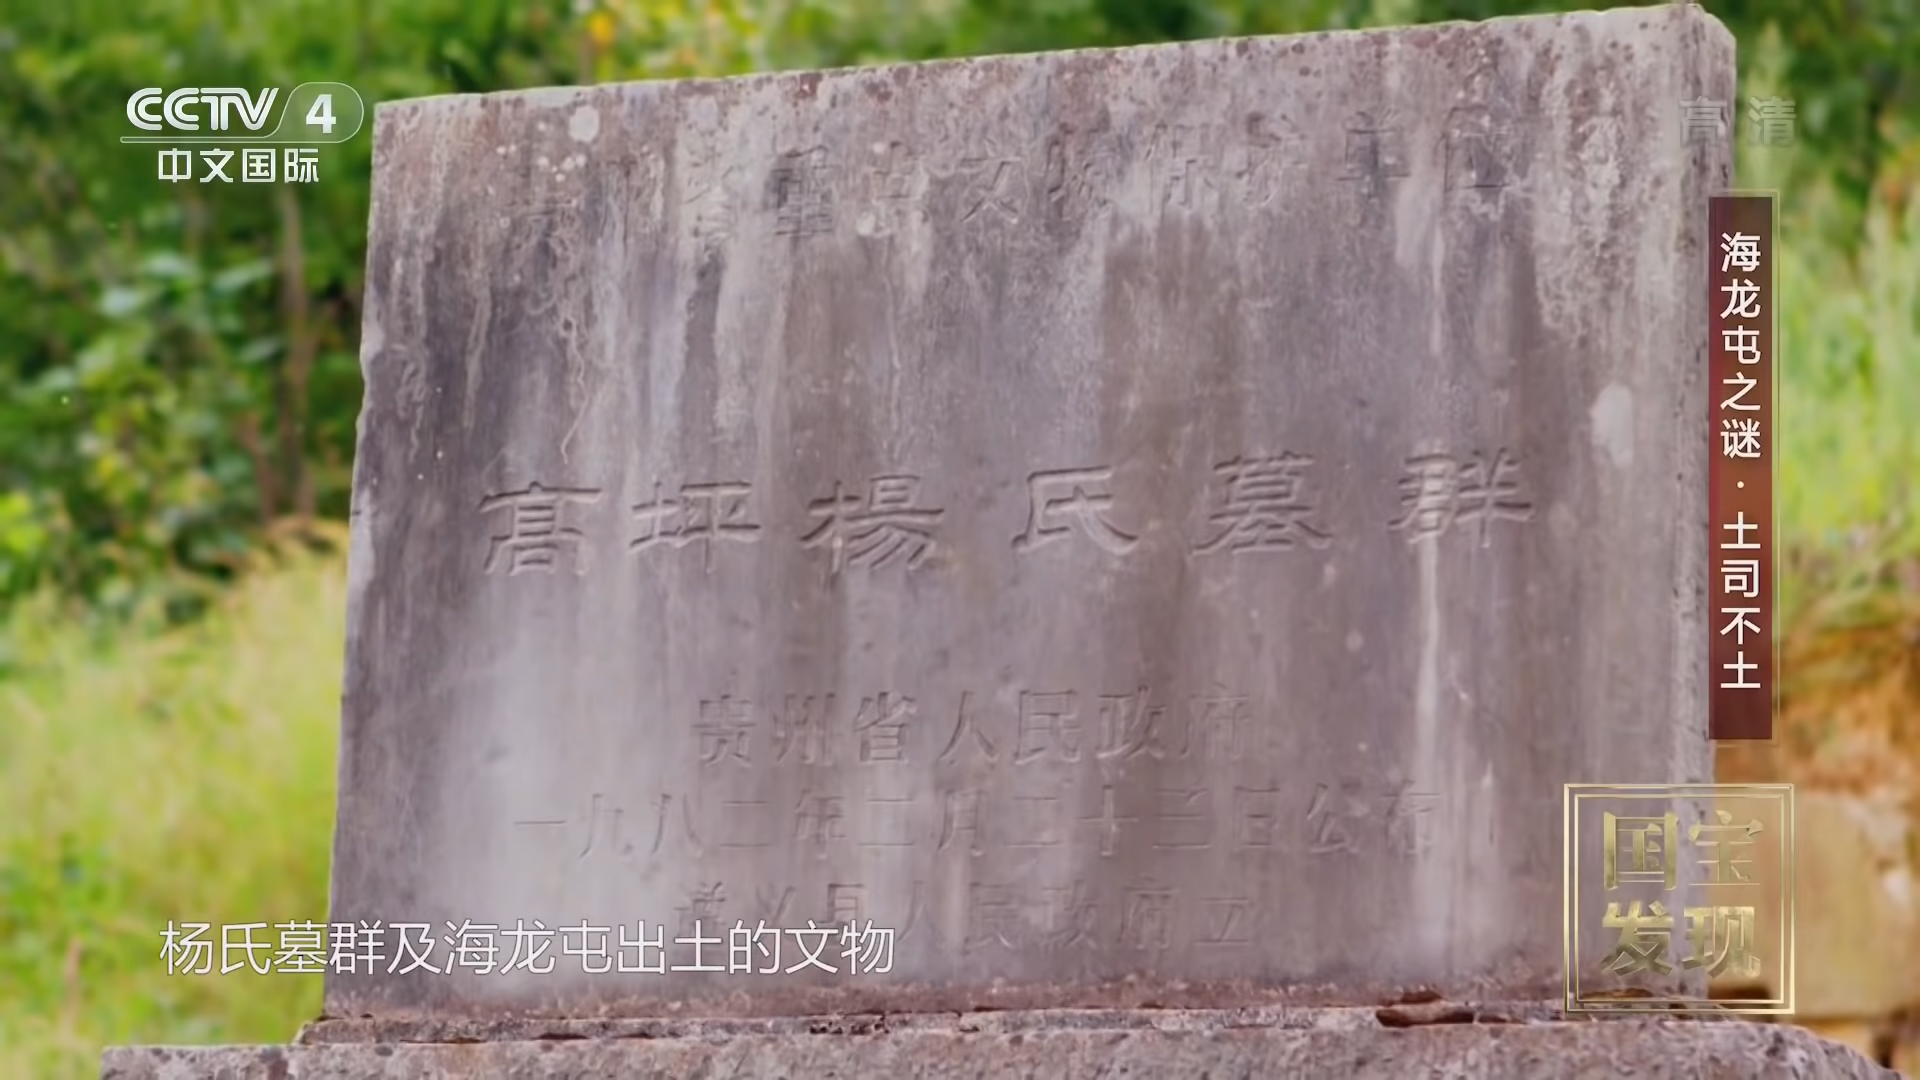 CCTV 4
中文国际
高清
重点文物保护单位
高坪楊氏墓群
贵州省人民政府
一九八二年二月二十三日公布
遵义县人民政府立
海龙屯之谜·土司不土
国宝
发现
杨氏墓群及海龙屯出土的文物